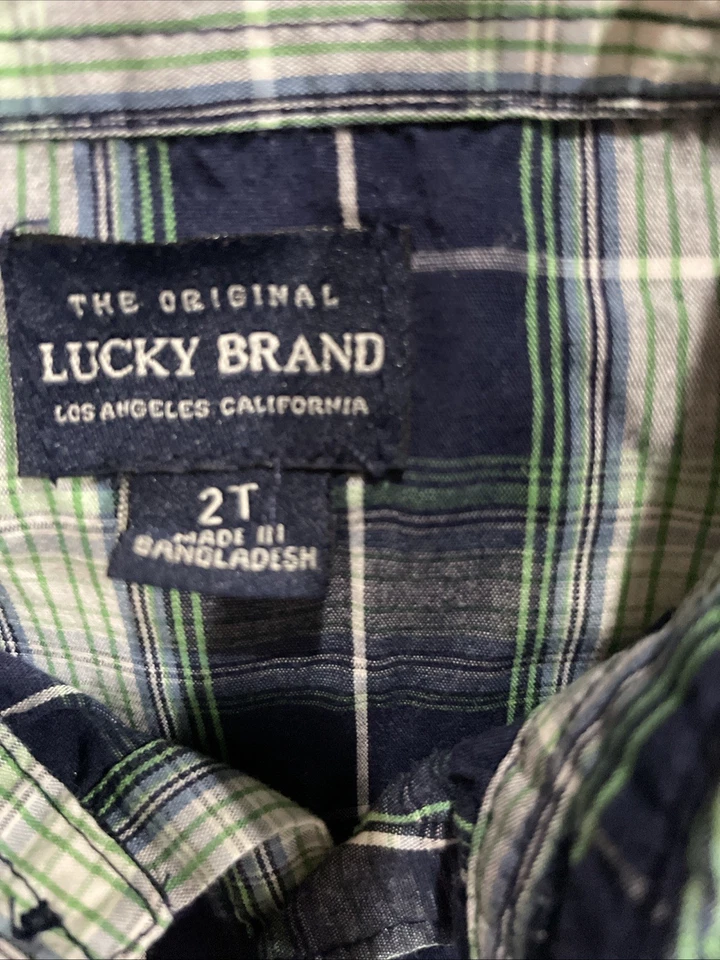 THE ORIGINAL
LUCKY BRAND
LOS ANGELES CALIFORNIA
2T
MADE IN
BANGLADESH